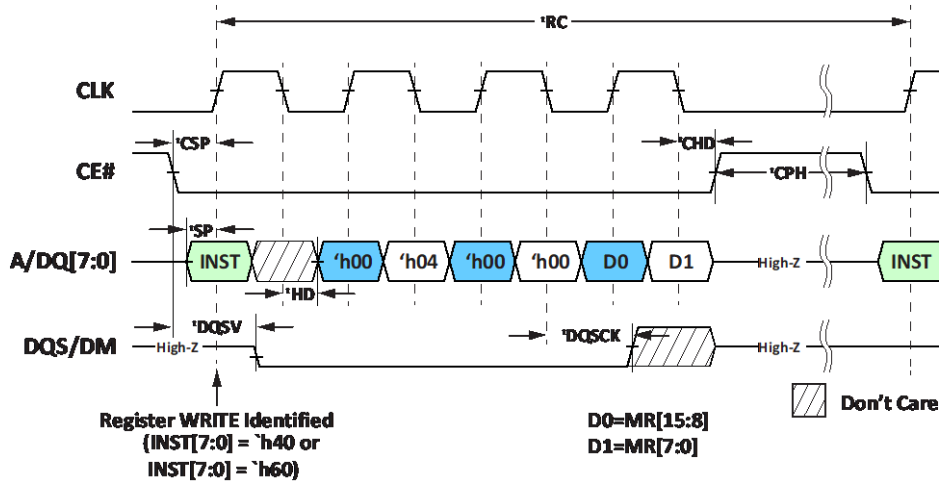 tRC
CLK
tCSP
tCHD
CE#
tCPH
tSP
A/DQ[7:0]
INST
‘h00
‘h04
‘h00
‘h00
D0
D1
High-Z
INST
tHD
tDQSV
tDQSCK
DQS/DM
High-Z
High-Z
Don’t Care
Register WRITE Identified
(INST[7:0] = `h40 or
INST[7:0] = `h60)
D0=MR[15:8]
D1=MR[7:0]